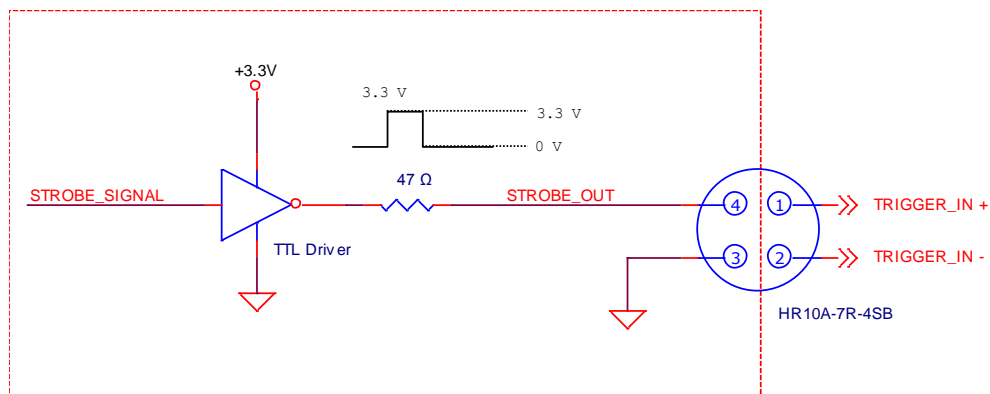 +3.3V
3.3 V
3.3 V
0 V
STROBE_SIGNAL
47 Ω
STROBE_OUT
TTL Driver
4
1
TRIGGER_IN +
3
2
TRIGGER_IN -
HR10A-7R-4SB